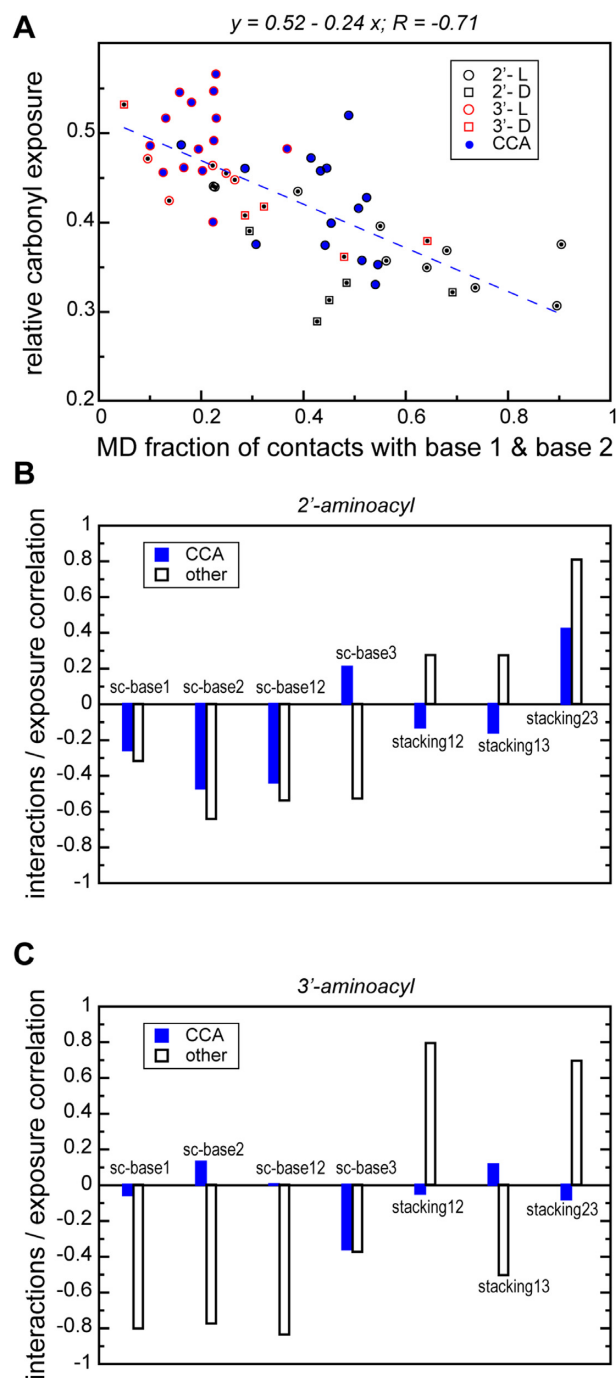 A
y = 0.52 - 0.24 x; R = -0.71
relative carbonyl exposure
0.5
0.4
0.3
0.2
2'- L
2'- D
3'- L
3'- D
CCA
0 0.2 0.4 0.6 0.8 1
MD fraction of contacts with base 1 & base 2
B
2'-aminoacyl
interactions / exposure correlation
1
0.8
0.6
0.4
0.2
0
-0.2
-0.4
-0.6
-0.8
-1
CCA
other
sc-base1
sc-base2
sc-base12
sc-base3
stacking12
stacking13
stacking23
C
3'-aminoacyl
interactions / exposure correlation
1
0.8
0.6
0.4
0.2
0
-0.2
-0.4
-0.6
-0.8
-1
CCA
other
sc-base1
sc-base2
sc-base12
sc-base3
stacking12
stacking13
stacking23